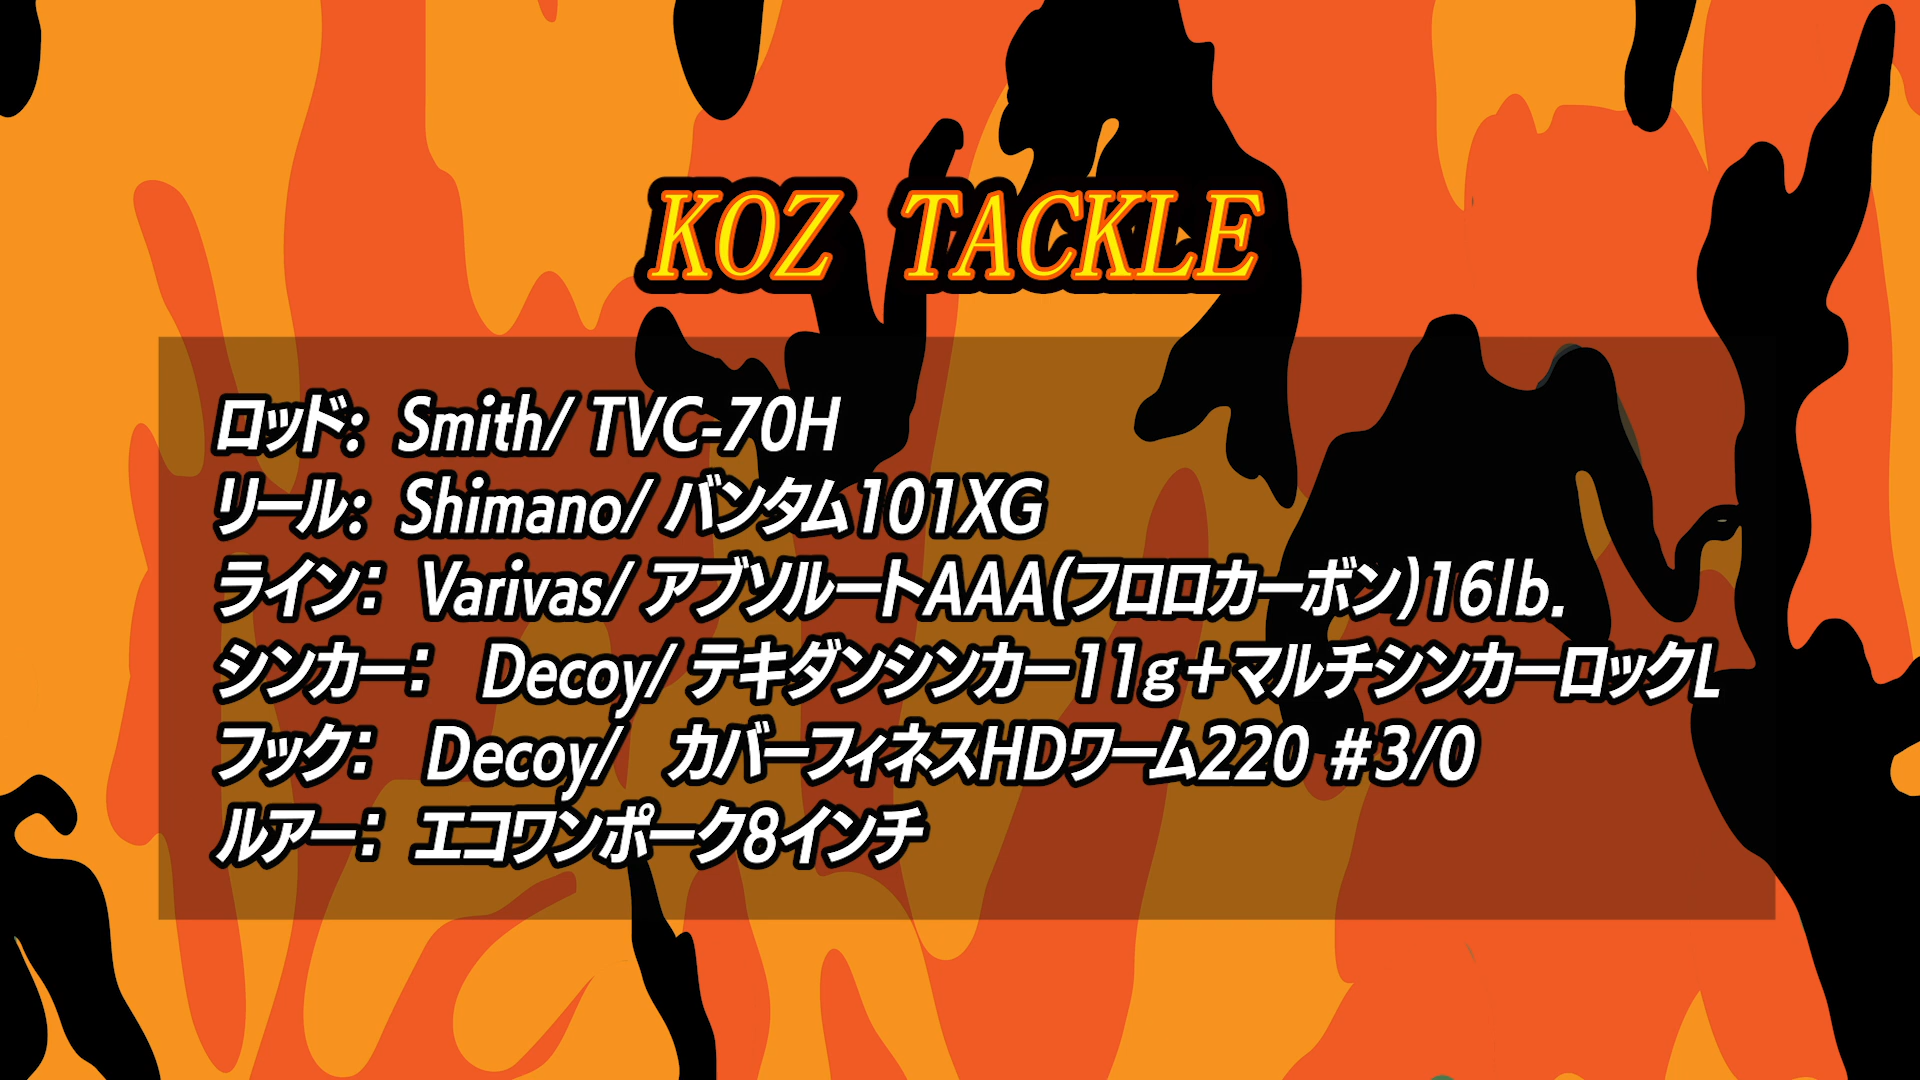 KOZ TACKLE
ロッド: Smith/ TVC-70H
リール: Shimano/ バンタム101XG
ライン： Varivas/ アブソルートAAA(フロロカーボン)16lb.
シンカー： Decoy/ テキダンシンカー11g＋マルチシンカーロックL
フック： Decoy/ カバーフィネスHDワーム220 #3/0
ルアー： エコワンポーク8インチ